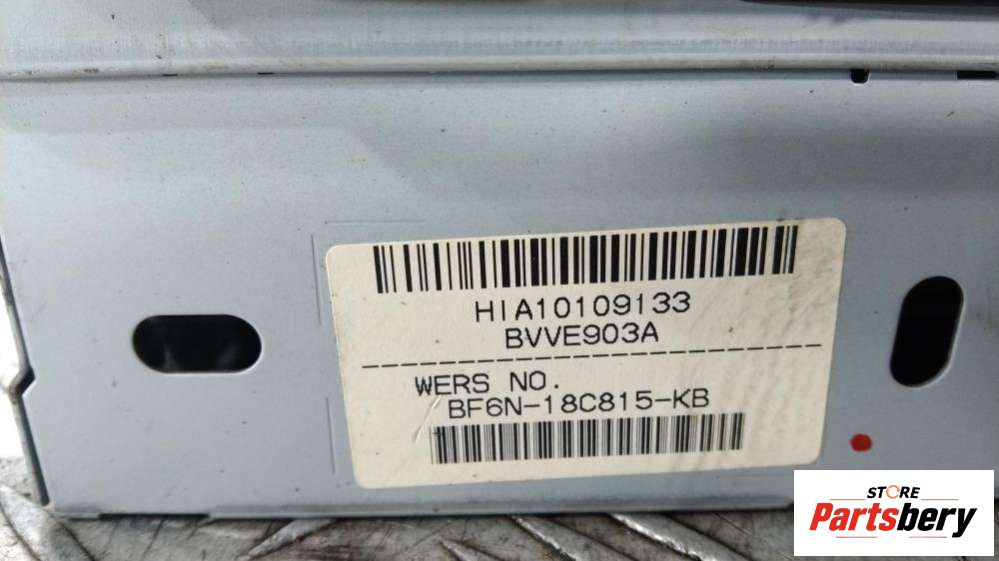 HIA10109133
BVVE903A
WERS NO.
BF6N-18C815-KB
STORE
Partsbery